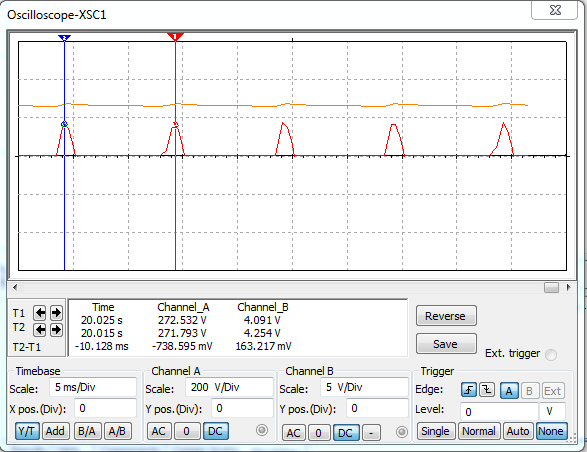 Oscilloscope-XSC1
2 1
T1
T2
T2-T1
Time Channel_A Channel_B
20.025 s 272.532 V 4.091 V
20.015 s 271.793 V 4.254 V
-10.128 ms -738.595 mV 163.217 mV
Reverse
Save
Ext. trigger
Timebase
Scale: 5 ms/Div
X pos.(Div): 0
Y/T Add B/A A/B
Channel A
Scale: 200 V/Div
Y pos.(Div): 0
AC 0 DC
Channel B
Scale: 5 V/Div
Y pos.(Div): 0
AC 0 DC -
Trigger
Edge: A B Ext
Level: 0 V
Single Normal Auto None